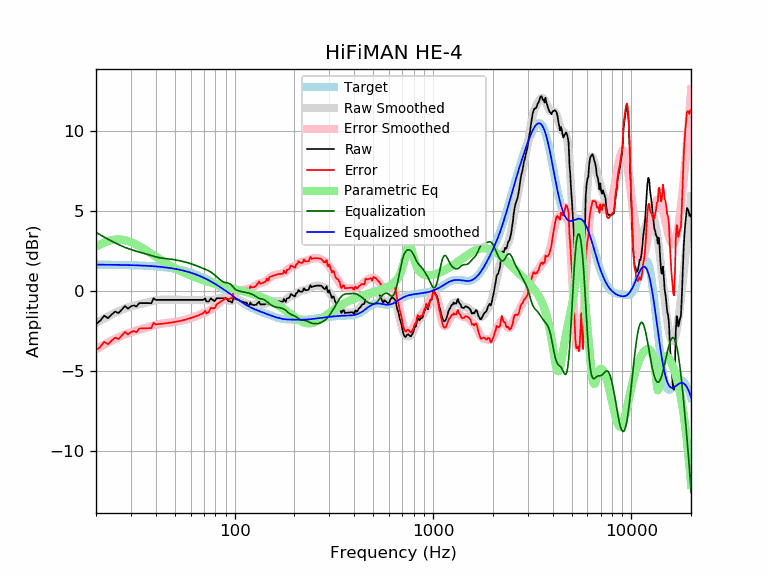 HiFiMAN HE-4
Target
Raw Smoothed
Error Smoothed
Raw
Error
Parametric Eq
Equalization
Equalized smoothed
10
5
0
−5
−10
Amplitude (dBr)
100
1000
10000
Frequency (Hz)